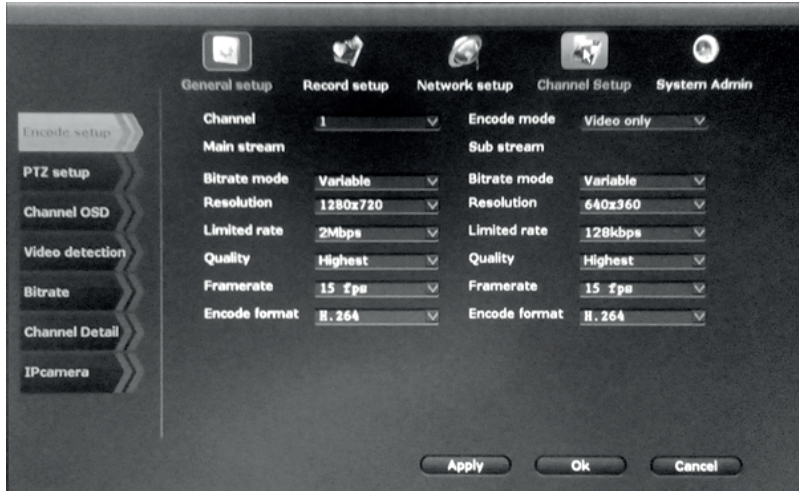 General setup Record setup Network setup Channel Setup System Admin
Encode setup
PTZ setup
Channel OSD
Video detection
Bitrate
Channel Detail
IPcamera
Channel 1 Encode mode Video only
Main stream Sub stream
Bitrate mode Variable Bitrate mode Variable
Resolution 1280x720 Resolution 640x360
Limited rate 2Mbps Limited rate 128kbps
Quality Highest Quality Highest
Framerate 15 fps Framerate 15 fps
Encode format H.264 Encode format H.264
Apply Ok Cancel